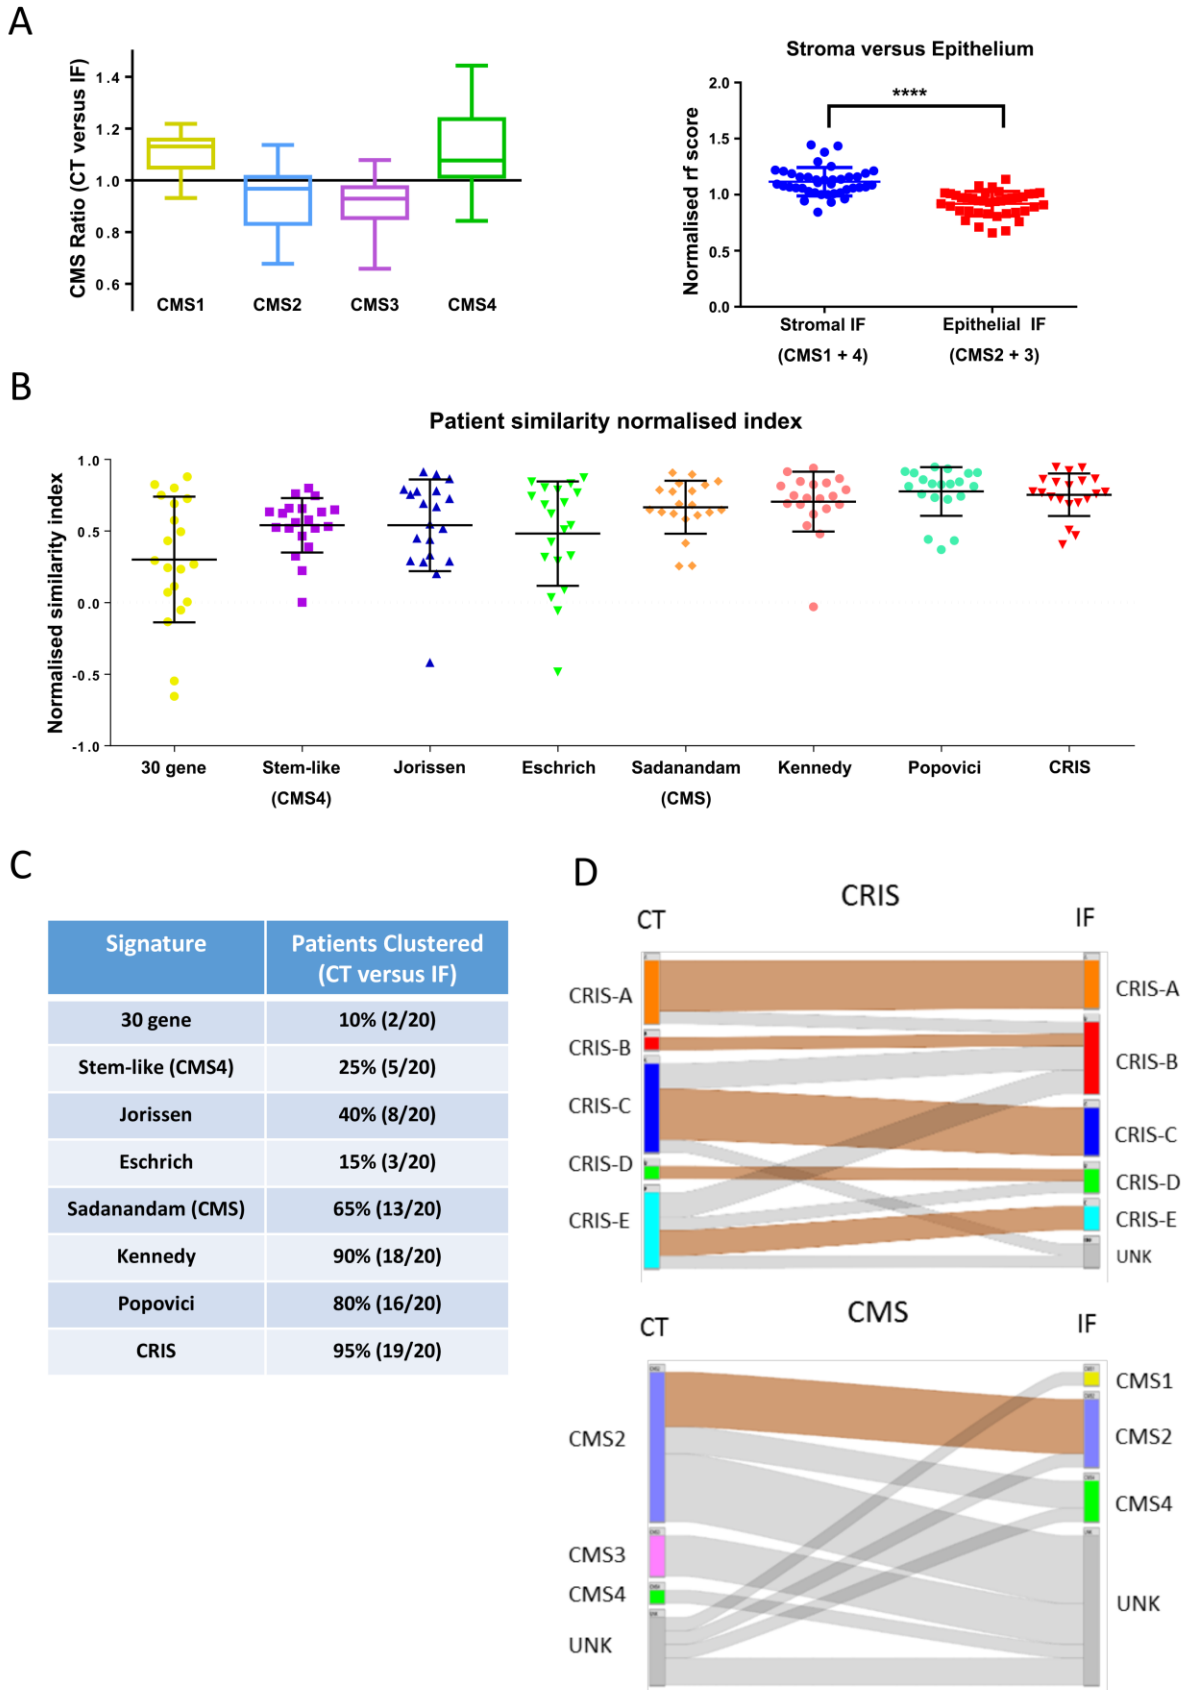 A
CMS Ratio (CT versus IF)
1.4
1.2
1.0
0.8
0.6
CMS1
CMS2
CMS3
CMS4
Stroma versus Epithelium
Normalised rf score
2.0
1.5
1.0
0.5
0.0
****
Stromal IF
(CMS1 + 4)
Epithelial IF
(CMS2 + 3)
B
Patient similarity normalised index
Normalised similarity index
1.0
0.5
0.0
-0.5
-1.0
30 gene
Stem-like
(CMS4)
Jorissen
Eschrich
Sadanandam
(CMS)
Kennedy
Popovici
CRIS
C
Signature
Patients Clustered
(CT versus IF)
30 gene
10% (2/20)
Stem-like (CMS4)
25% (5/20)
Jorissen
40% (8/20)
Eschrich
15% (3/20)
Sadanandam (CMS)
65% (13/20)
Kennedy
90% (18/20)
Popovici
80% (16/20)
CRIS
95% (19/20)
D
CRIS
CT
IF
CRIS-A
CRIS-B
CRIS-C
CRIS-D
CRIS-E
CRIS-A
CRIS-B
CRIS-C
CRIS-D
CRIS-E
UNK
CMS
CT
IF
CMS2
CMS3
CMS4
UNK
CMS1
CMS2
CMS4
UNK